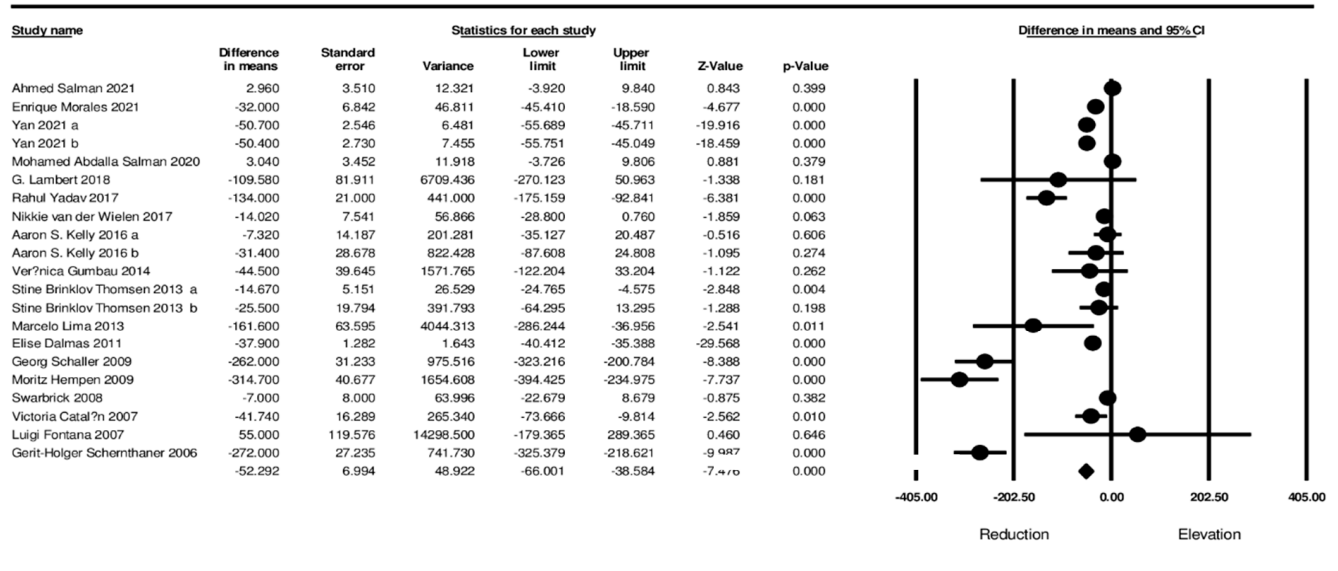 Study name Statistics for each study Difference in means and 95% CI
Difference in means Standard error Variance Lower limit Upper limit Z-Value p-Value
Ahmed Salman 2021 2.960 3.510 12.321 -3.920 9.840 0.843 0.399
Enrique Morales 2021 -32.000 6.842 46.811 -45.410 -18.590 -4.677 0.000
Yan 2021 a -50.700 2.546 6.481 -55.689 -45.711 -19.916 0.000
Yan 2021 b -50.400 2.730 7.455 -55.751 -45.049 -18.459 0.000
Mohamed Abdalla Salman 2020 3.040 3.452 11.918 -3.726 9.806 0.881 0.379
G. Lambert 2018 -109.580 81.911 6709.436 -270.123 50.963 -1.338 0.181
Rahul Yadav 2017 -134.000 21.000 441.000 -175.159 -92.841 -6.381 0.000
Nikkie van der Wielen 2017 -14.020 7.541 56.866 -28.800 0.760 -1.859 0.063
Aaron S. Kelly 2016 a -7.320 14.187 201.281 -35.127 20.487 -0.516 0.606
Aaron S. Kelly 2016 b -31.400 28.678 822.428 -87.608 24.808 -1.095 0.274
Ver?nica Gumbau 2014 -44.500 39.645 1571.765 -122.204 33.204 -1.122 0.262
Stine Brinklov Thomsen 2013 a -14.670 5.151 26.529 -24.765 -4.575 -2.848 0.004
Stine Brinklov Thomsen 2013 b -25.500 19.794 391.793 -64.295 13.295 -1.288 0.198
Marcelo Lima 2013 -161.600 63.595 4044.313 -286.244 -36.956 -2.541 0.011
Elise Dalmas 2011 -37.900 1.282 1.643 -40.412 -35.388 -29.568 0.000
Georg Schaller 2009 -262.000 31.233 975.516 -323.216 -200.784 -8.388 0.000
Moritz Hempen 2009 -314.700 40.677 1654.608 -394.425 -234.975 -7.737 0.000
Swarbrick 2008 -7.000 8.000 63.996 -22.679 8.679 -0.875 0.382
Victoria Catal?n 2007 -41.740 16.289 265.340 -73.666 -9.814 -2.562 0.010
Luigi Fontana 2007 55.000 119.576 14298.500 -179.365 289.365 0.460 0.646
Gerit-Holger Schernthaner 2006 -272.000 27.235 741.730 -325.379 -218.621 -9.987 0.000
-52.292 6.994 48.922 -66.001 -38.584 -7.476 0.000
-405.00 -202.50 0.00 202.50 405.00
Reduction Elevation